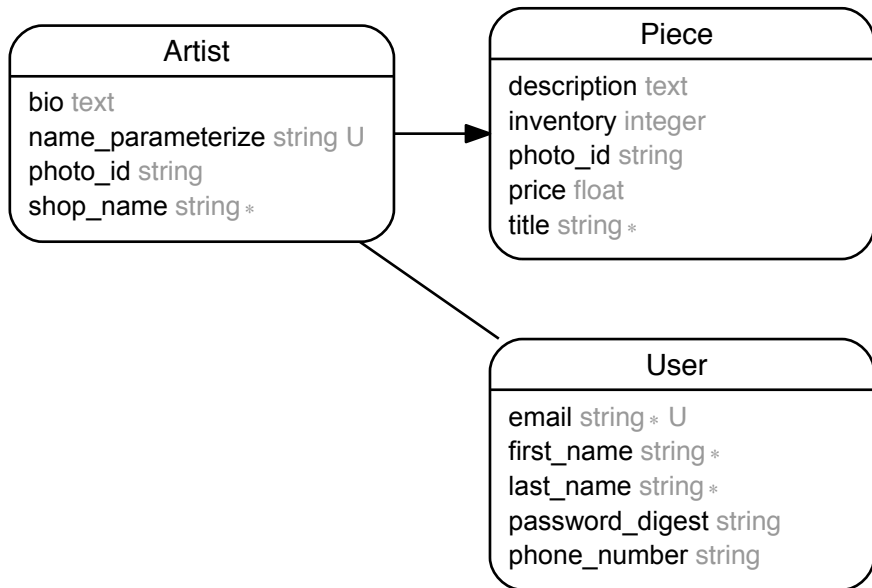 Artist
bio text
name_parameterize string U
photo_id string
shop_name string *
Piece
description text
inventory integer
photo_id string
price float
title string *
User
email string * U
first_name string *
last_name string *
password_digest string
phone_number string